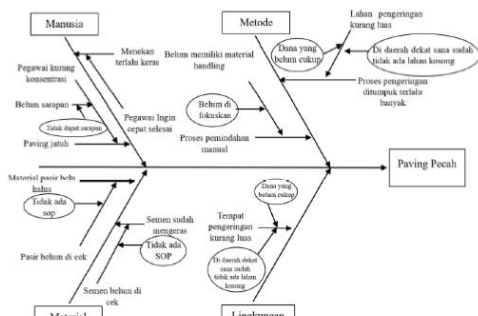 Manusia
Metode
Menekan
terlalu keras
Pegawai kurang
konsentrasi
Belum sarapan
Tidak dapat sarapan
Paving jatuh
Pegawai Ingin
cepat selesai
Belum memiliki material
handling
Belum di
fokuskan
Proses pemindahan
manual
Dana yang
belum cukup
Lahan pengeringan
kurang luas
Di daerah dekat sana sudah
tidak ada lahan kosong
Proses pengeringan
ditumpuk terlalu
banyak
Paving Pecah
Material pasir belu
halus
Tidak ada
sop
Pasir belum di cek
Semen sudah
mengeras
Tidak ada
SOP
Semen belum di
cek
Material
Dana yang
belum cukup
Tempat
pengeringan
kurang luas
Di daerah dekat
sana sudah
tidak ada lahan
kosong
Lingkungan